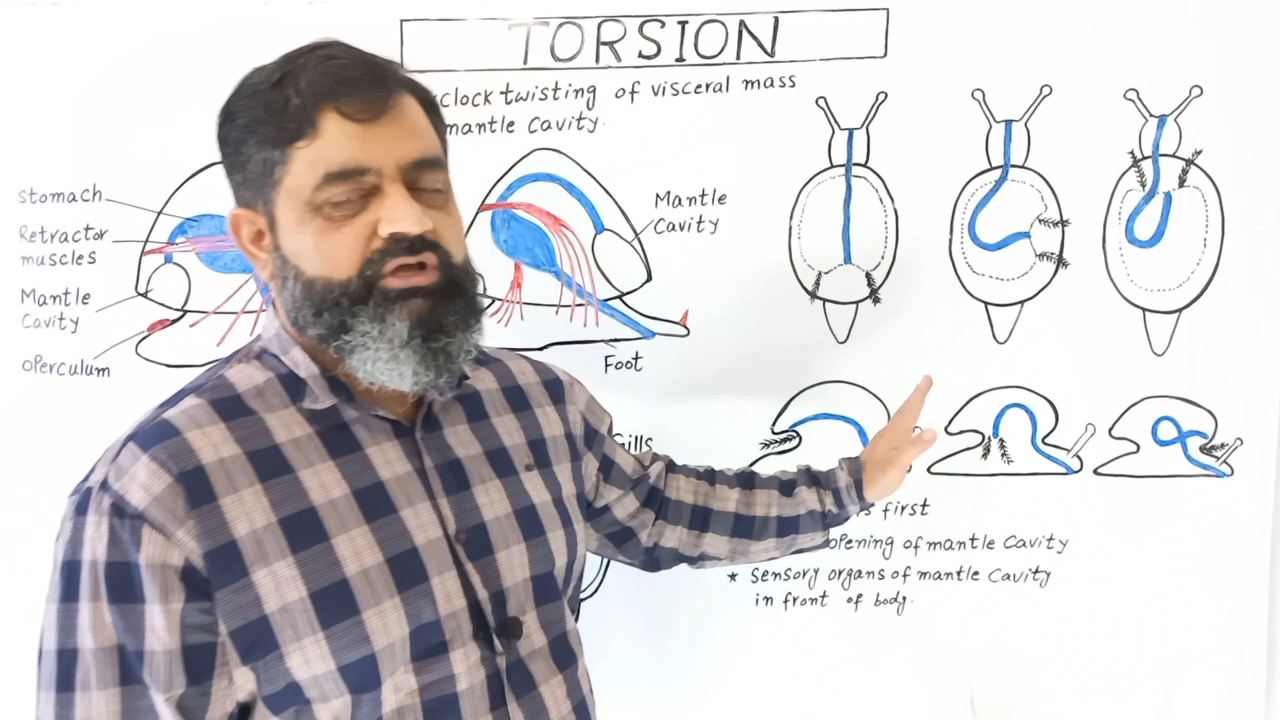 TORSION
clock twisting of visceral mass
mantle cavity.
stomach
Retractor
muscles
Mantle
Cavity
operculum
Mantle
Cavity
Foot
Gills
first
opening of mantle Cavity
* Sensory organs of mantle Cavity
in front of body.